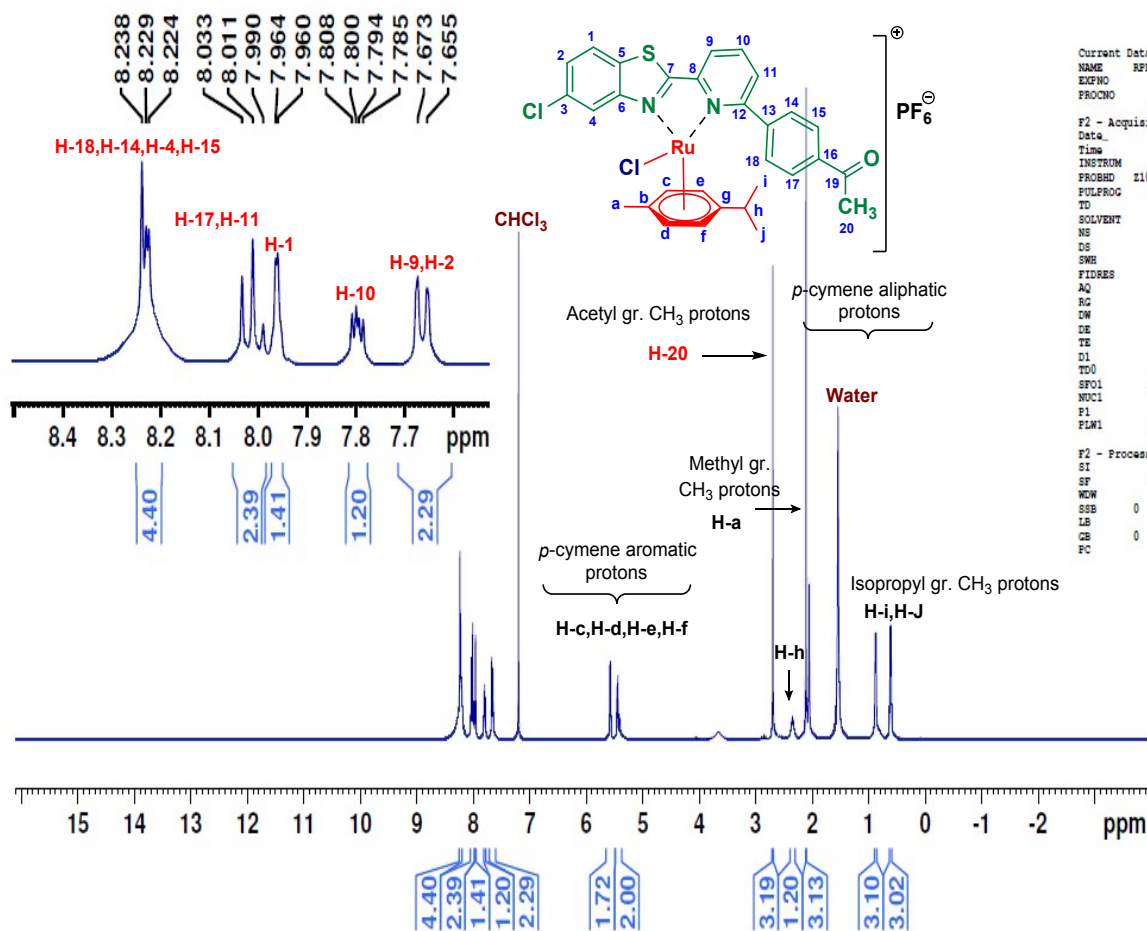 8.238
8.229
8.224
8.033
8.011
7.990
7.964
7.960
7.808
7.800
7.794
7.785
7.673
7.655
H-18,H-14,H-4,H-15
H-17,H-11
H-1
H-10
H-9,H-2
8.4 8.3 8.2 8.1 8.0 7.9 7.8 7.7 ppm
4.40 2.39 1.41 1.20 2.29
1 2 3 4 5 6 7 8 9 10 11 12 13 14 15 16 17 18 19 20
S N N Cl Ru Cl O CH3
a b c d e f g h i j
⊕
PF6⊖
CHCl3
Acetyl gr. CH3 protons
H-20
p-cymene aliphatic
protons
Water
Methyl gr.
CH3 protons
H-a
p-cymene aromatic
protons
H-c,H-d,H-e,H-f
H-h
Isopropyl gr. CH3 protons
H-i,H-J
15 14 13 12 11 10 9 8 7 6 5 4 3 2 1 0 -1 -2 ppm
4.40 2.39 1.41 1.20 2.29 1.72 2.00 3.19 1.20 3.13 3.10 3.02
Current Data
NAME
EXPNO
PROCNO
F2 - Acquis
Date_
Time
INSTRUM
PROBHD
PULPROG
TD
SOLVENT
NS
DS
SWH
FIDRES
AQ
RG
DW
DE
TE
D1
TD0
SFO1
NUC1
P1
PLW1
F2 - Process
SI
SF
WDW
SSB 0
LB
GB 0
PC